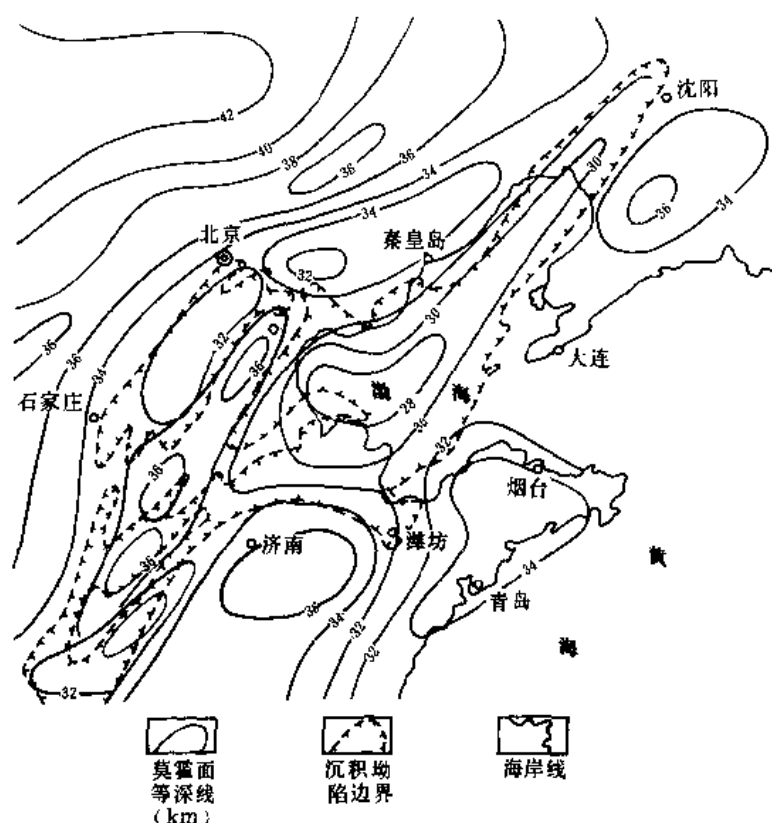 沈阳
42
40
38
36
36
34
30
36
34
34
北京
秦皇岛
32
30
36
32
36
34
石家庄
渤
海
大连
28
36
32
36
烟台
济南
潍坊
黄
海
36
34
青岛
36
34
32
32
32
莫霍面
等深线
(km)
沉积坳
陷边界
海岸线